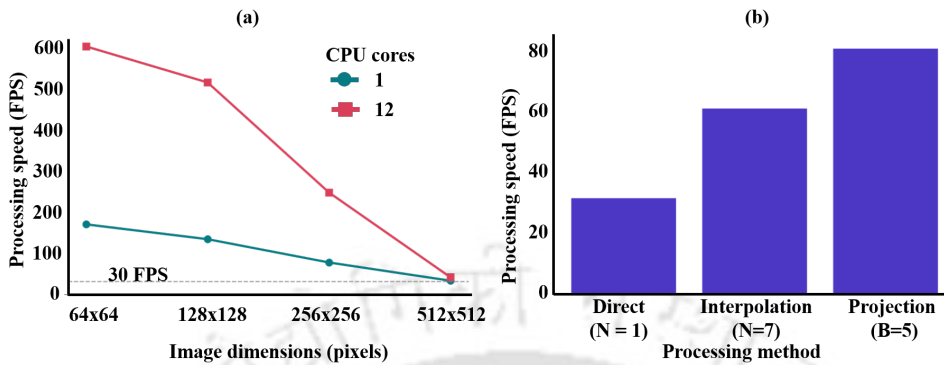 (a)
Processing speed (FPS)
600
500
400
300
200
100
0
CPU cores
1
12
30 FPS
64x64 128x128 256x256 512x512
Image dimensions (pixels)
(b)
Processing speed (FPS)
80
60
40
20
0
Direct Interpolation Projection
(N = 1) (N=7) (B=5)
Processing method